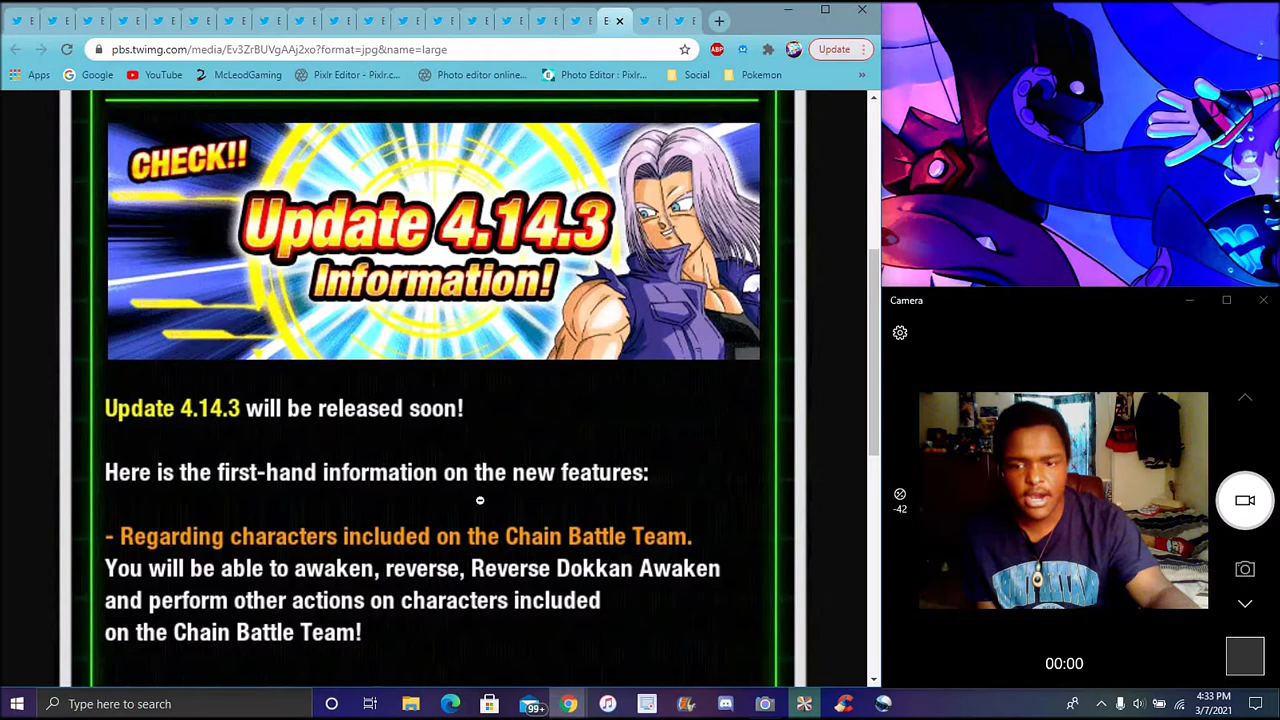 E
pbs.twimg.com/media/Ev3ZrBUVgAAj2xo?format=jpg&name=large
ABP
Update
Apps
Google
YouTube
McLeodGaming
Pixlr Editor - Pixlr.c...
Photo editor online...
Photo Editor : Pixlr...
Social
Pokemon
»
CHECK!!
Update 4.14.3
Information!
Update 4.14.3 will be released soon!
Here is the first-hand information on the new features:
- Regarding characters included on the Chain Battle Team.
You will be able to awaken, reverse, Reverse Dokkan Awaken
and perform other actions on characters included
on the Chain Battle Team!
Camera
-42
00:00
Type here to search
99+
4:33 PM
3/7/2021